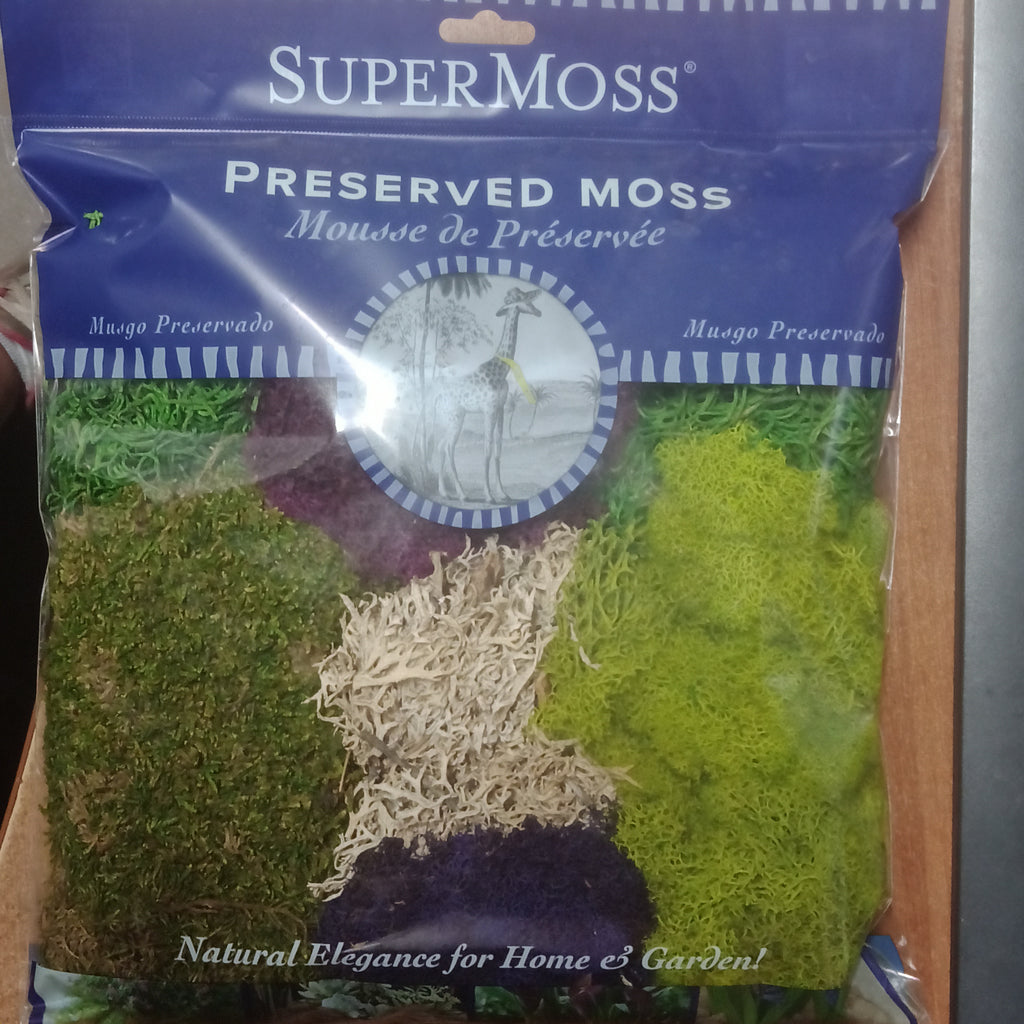 SUPERMOSS®
PRESERVED MOSS
Mousse de Préservée
Musgo Preservado
Musgo Preservado
Natural Elegance for Home & Garden!